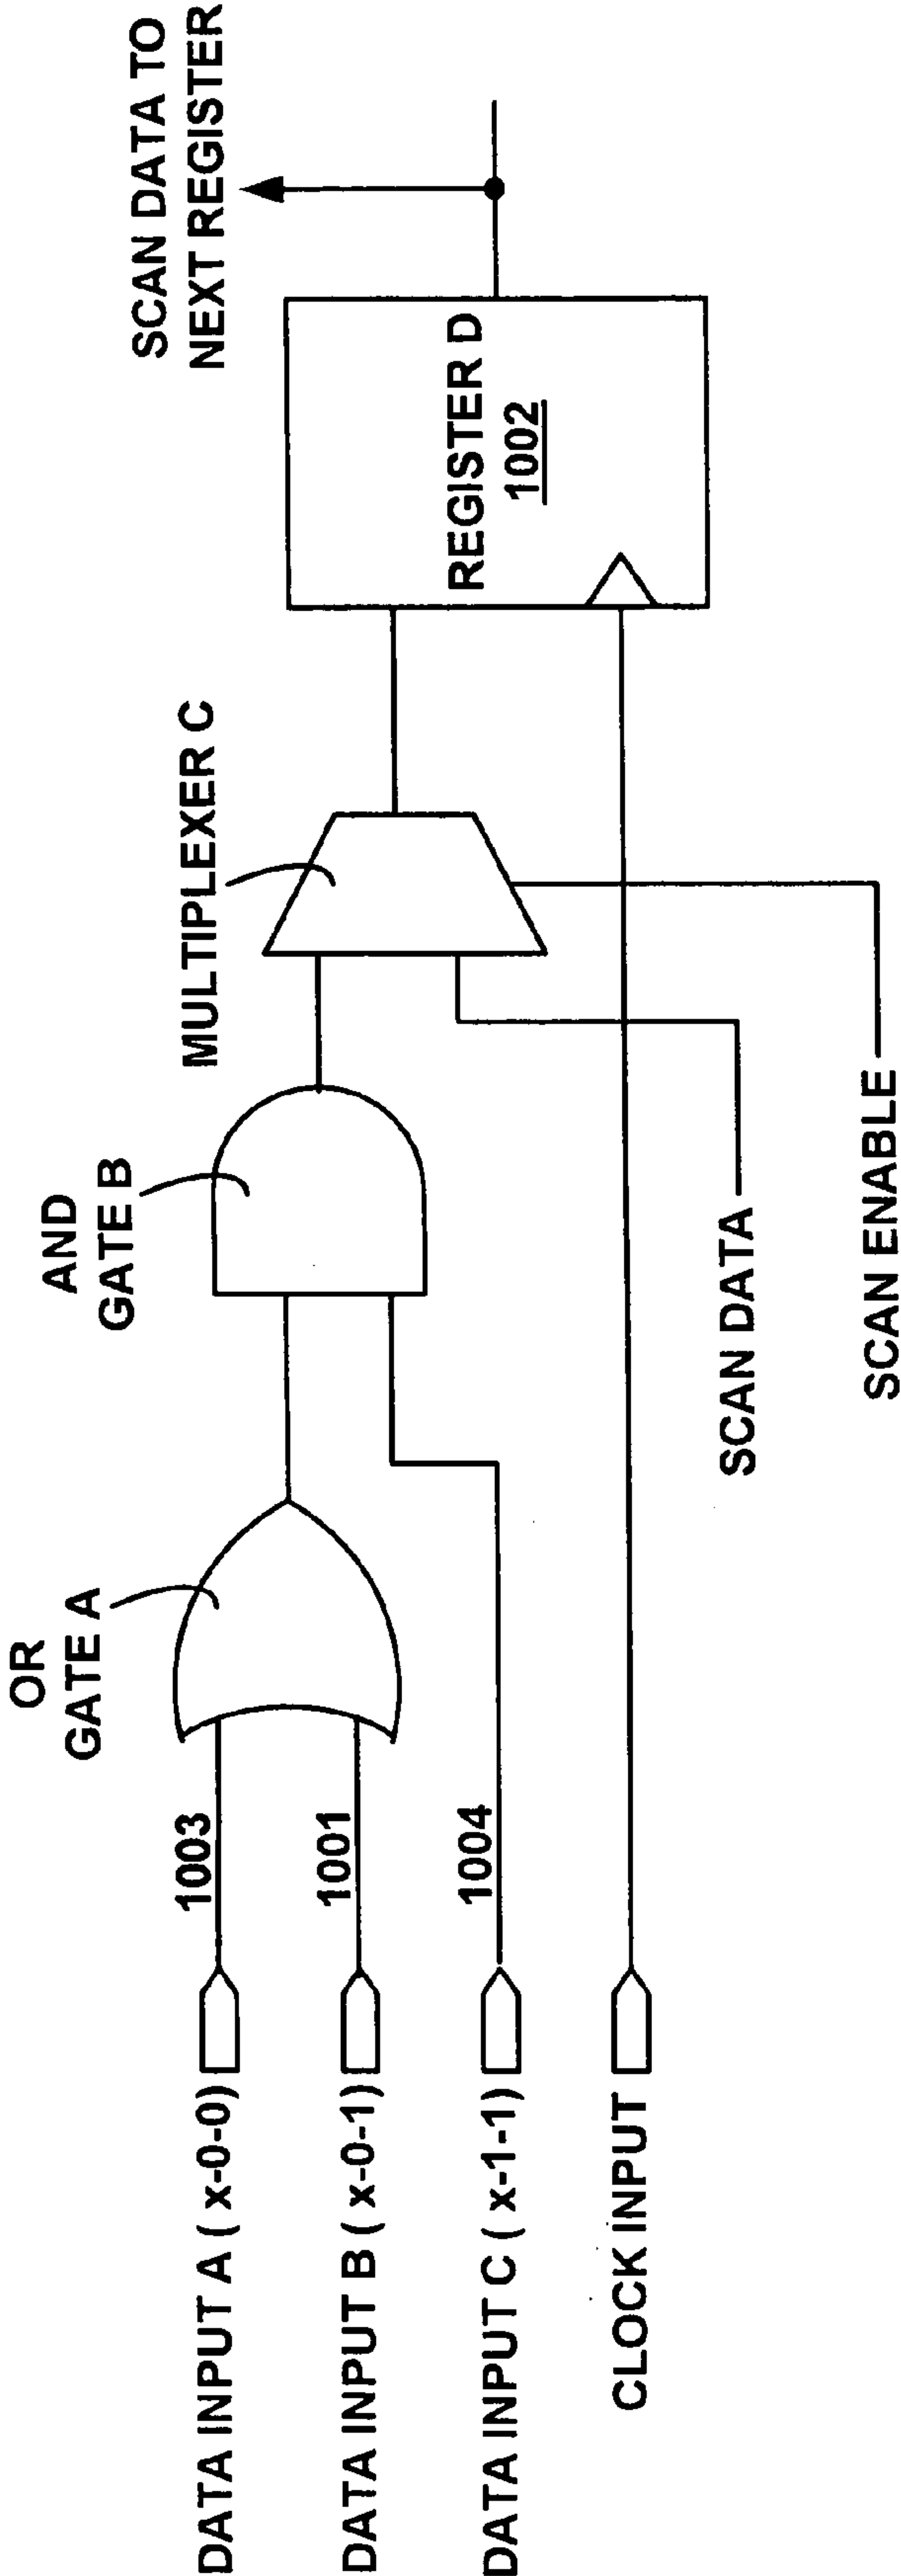 OR
GATE A
AND
GATE B
MULTIPLEXER C
SCAN DATA TO
NEXT REGISTER
DATA INPUT A ( x-0-0)
1003
DATA INPUT B ( x-0-1)
1001
DATA INPUT C ( x-1-1)
1004
REGISTER D
1002
CLOCK INPUT
SCAN DATA
SCAN ENABLE